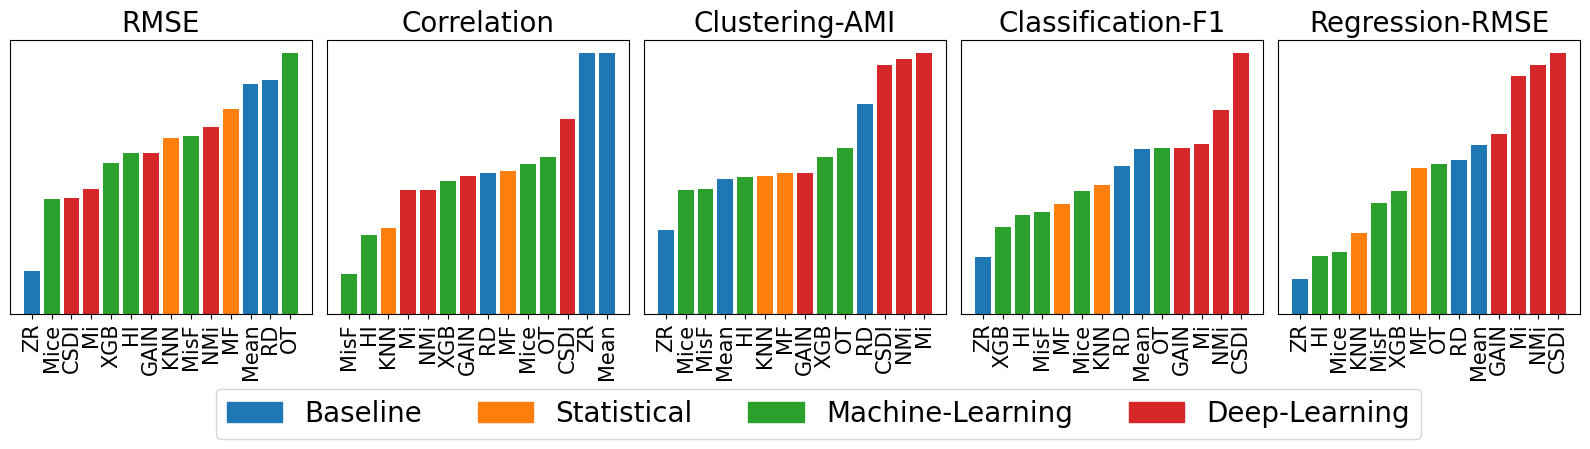 RMSE Correlation Clustering-AMI Classification-F1 Regression-RMSE
ZR Mice CSDI Mi XGB HI GAIN KNN MisF NMi MF Mean RD OT
MisF HI KNN Mi NMi XGB GAIN RD MF Mice OT CSDI ZR Mean
ZR Mice MisF Mean HI KNN MF GAIN XGB OT RD CSDI NMi Mi
ZR XGB HI MisF MF Mice KNN RD Mean OT GAIN Mi NMi CSDI
ZR HI Mice KNN MisF XGB MF OT RD Mean GAIN Mi NMi CSDI
Baseline Statistical Machine-Learning Deep-Learning